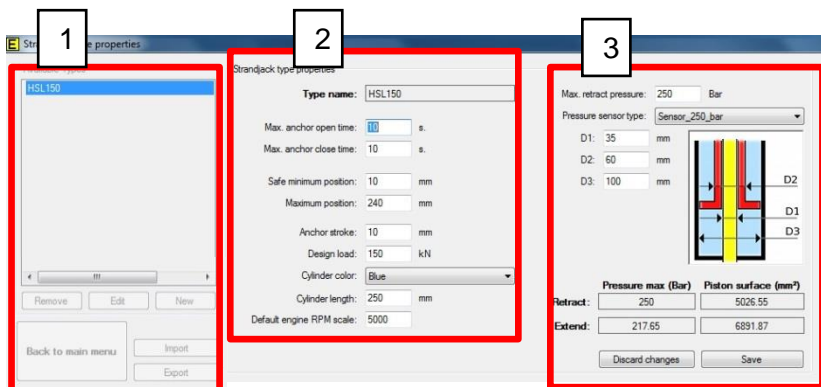 1
2
3
E Strandjack type properties
HSL150
Remove Edit New
Back to main menu
Import
Export
Strandjack type properties
Type name: HSL150
Max. anchor open time: 10 s.
Max. anchor close time: 10 s.
Safe minimum position: 10 mm
Maximum position: 240 mm
Anchor stroke: 10 mm
Design load: 150 kN
Cylinder color: Blue
Cylinder length: 250 mm
Default engine RPM scale: 5000
Max. retract pressure: 250 Bar
Pressure sensor type: Sensor_250_bar
D1: 35 mm
D2: 60 mm
D3: 100 mm
D2
D1
D3
Pressure max (Bar) Piston surface (mm²)
Retract: 250 5026.55
Extend: 217.65 6891.87
Discard changes Save